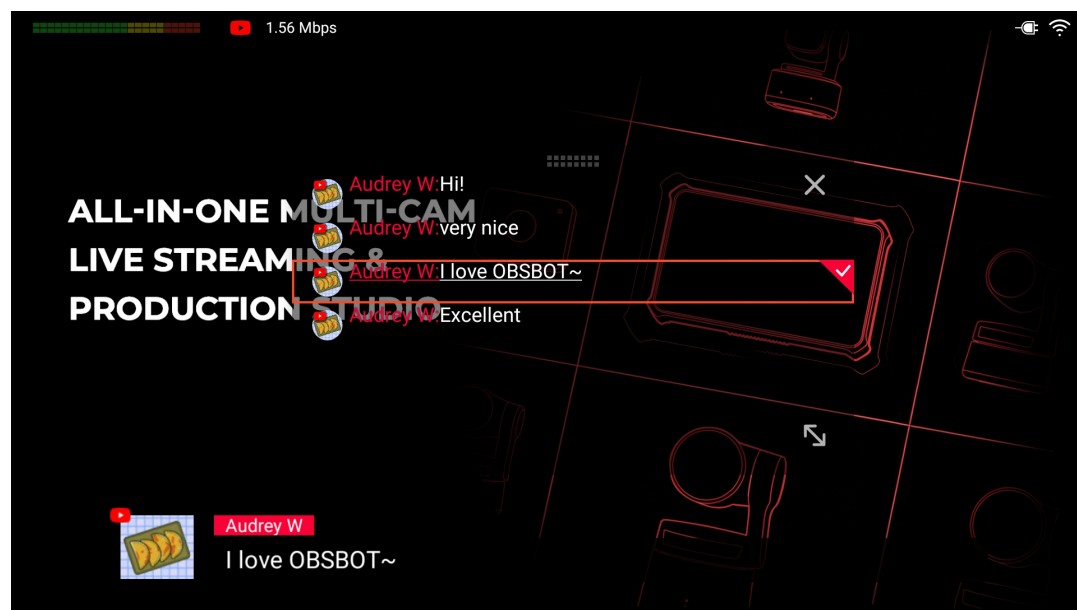 1.56 Mbps
Audrey W:Hi!
ALL-IN-ONE MULTI-CAM
Audrey W:very nice
LIVE STREAMING &
Audrey W:I love OBSBOT~
PRODUCTION STUDIO
Audrey W:Excellent
Audrey W
I love OBSBOT~